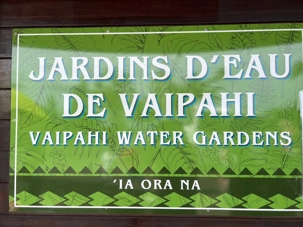 JARDINS D'EAU
DE VAIPAHI
VAIPAHI WATER GARDENS
'IA ORA NA